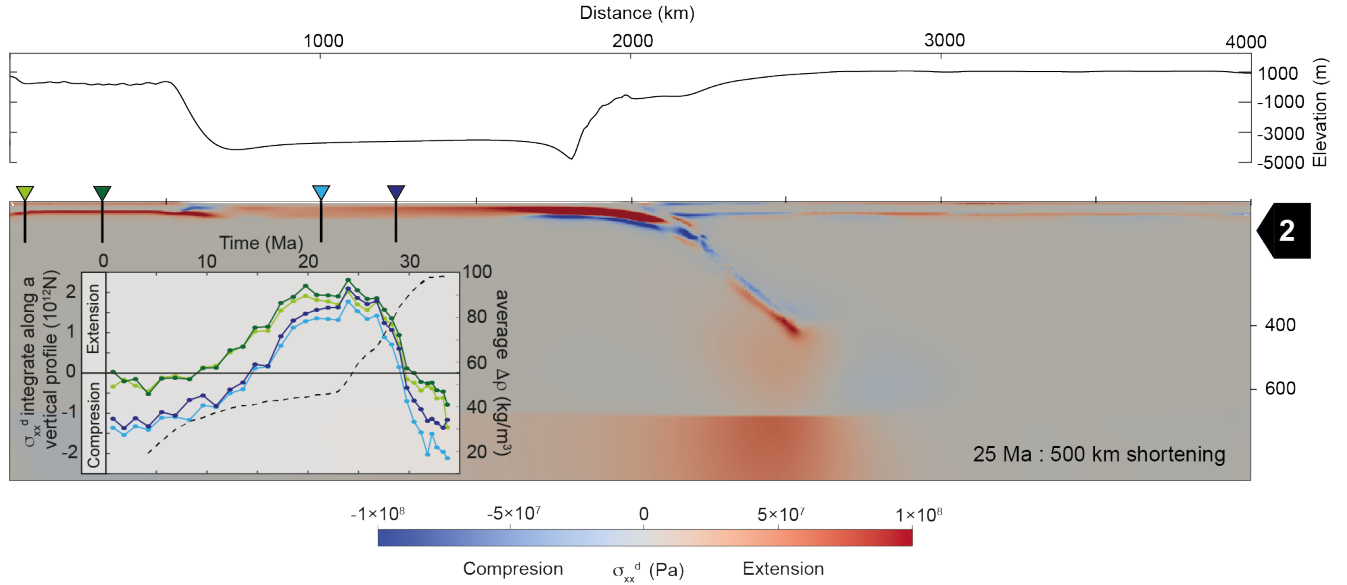 Distance (km)
1000 2000 3000 4000
1000
-1000
-3000
-5000
Elevation (m)
2
Time (Ma)
0 10 20 30
σxxᵈ integrate along a
vertical profile (10¹²N)
2
1
0
-1
-2
Extension
Compresion
100
80
60
40
20
average Δρ (kg/m³)
400
600
25 Ma : 500 km shortening
-1×10⁸ -5×10⁷ 0 5×10⁷ 1×10⁸
Compresion σxxᵈ (Pa) Extension